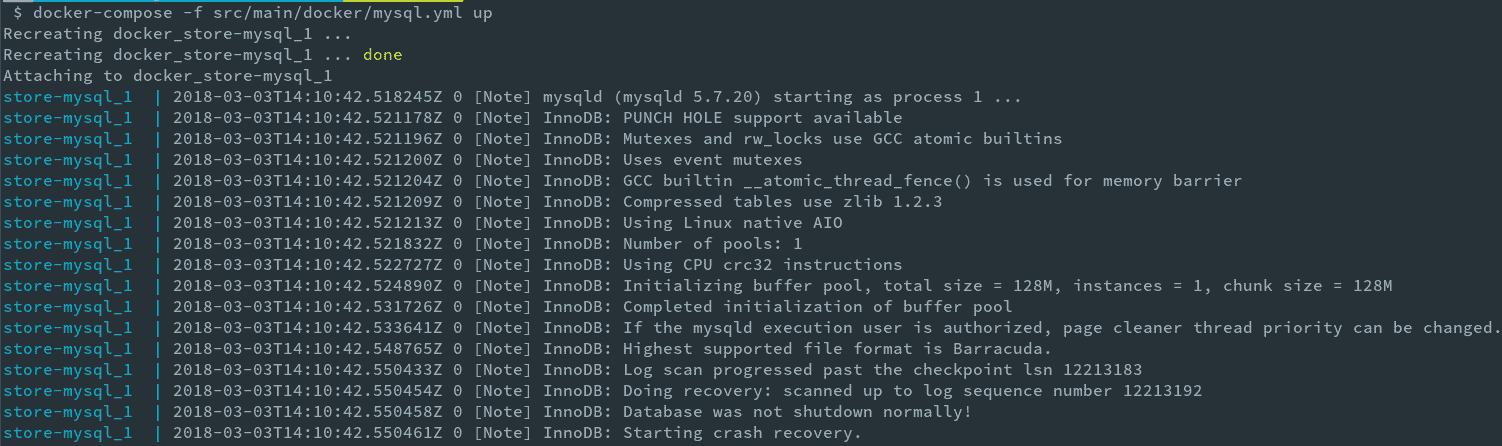 $ docker-compose -f src/main/docker/mysql.yml up
Recreating docker_store-mysql_1 ...
Recreating docker_store-mysql_1 ... done
Attaching to docker_store-mysql_1
store-mysql_1  | 2018-03-03T14:10:42.518245Z 0 [Note] mysqld (mysqld 5.7.20) starting as process 1 ...
store-mysql_1  | 2018-03-03T14:10:42.521178Z 0 [Note] InnoDB: PUNCH HOLE support available
store-mysql_1  | 2018-03-03T14:10:42.521196Z 0 [Note] InnoDB: Mutexes and rw_locks use GCC atomic builtins
store-mysql_1  | 2018-03-03T14:10:42.521200Z 0 [Note] InnoDB: Uses event mutexes
store-mysql_1  | 2018-03-03T14:10:42.521204Z 0 [Note] InnoDB: GCC builtin __atomic_thread_fence() is used for memory barrier
store-mysql_1  | 2018-03-03T14:10:42.521209Z 0 [Note] InnoDB: Compressed tables use zlib 1.2.3
store-mysql_1  | 2018-03-03T14:10:42.521213Z 0 [Note] InnoDB: Using Linux native AIO
store-mysql_1  | 2018-03-03T14:10:42.521832Z 0 [Note] InnoDB: Number of pools: 1
store-mysql_1  | 2018-03-03T14:10:42.522727Z 0 [Note] InnoDB: Using CPU crc32 instructions
store-mysql_1  | 2018-03-03T14:10:42.524890Z 0 [Note] InnoDB: Initializing buffer pool, total size = 128M, instances = 1, chunk size = 128M
store-mysql_1  | 2018-03-03T14:10:42.531726Z 0 [Note] InnoDB: Completed initialization of buffer pool
store-mysql_1  | 2018-03-03T14:10:42.533641Z 0 [Note] InnoDB: If the mysqld execution user is authorized, page cleaner thread priority can be changed.
store-mysql_1  | 2018-03-03T14:10:42.548765Z 0 [Note] InnoDB: Highest supported file format is Barracuda.
store-mysql_1  | 2018-03-03T14:10:42.550433Z 0 [Note] InnoDB: Log scan progressed past the checkpoint lsn 12213183
store-mysql_1  | 2018-03-03T14:10:42.550454Z 0 [Note] InnoDB: Doing recovery: scanned up to log sequence number 12213192
store-mysql_1  | 2018-03-03T14:10:42.550458Z 0 [Note] InnoDB: Database was not shutdown normally!
store-mysql_1  | 2018-03-03T14:10:42.550461Z 0 [Note] InnoDB: Starting crash recovery.